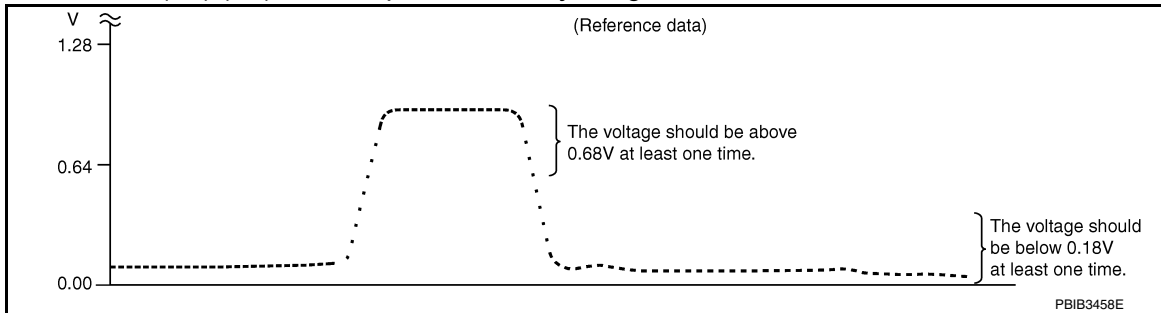 V
(Reference data)
1.28
The voltage should be above
0.68V at least one time.
0.64
The voltage should
be below 0.18V
at least one time.
0.00
PBIB3458E